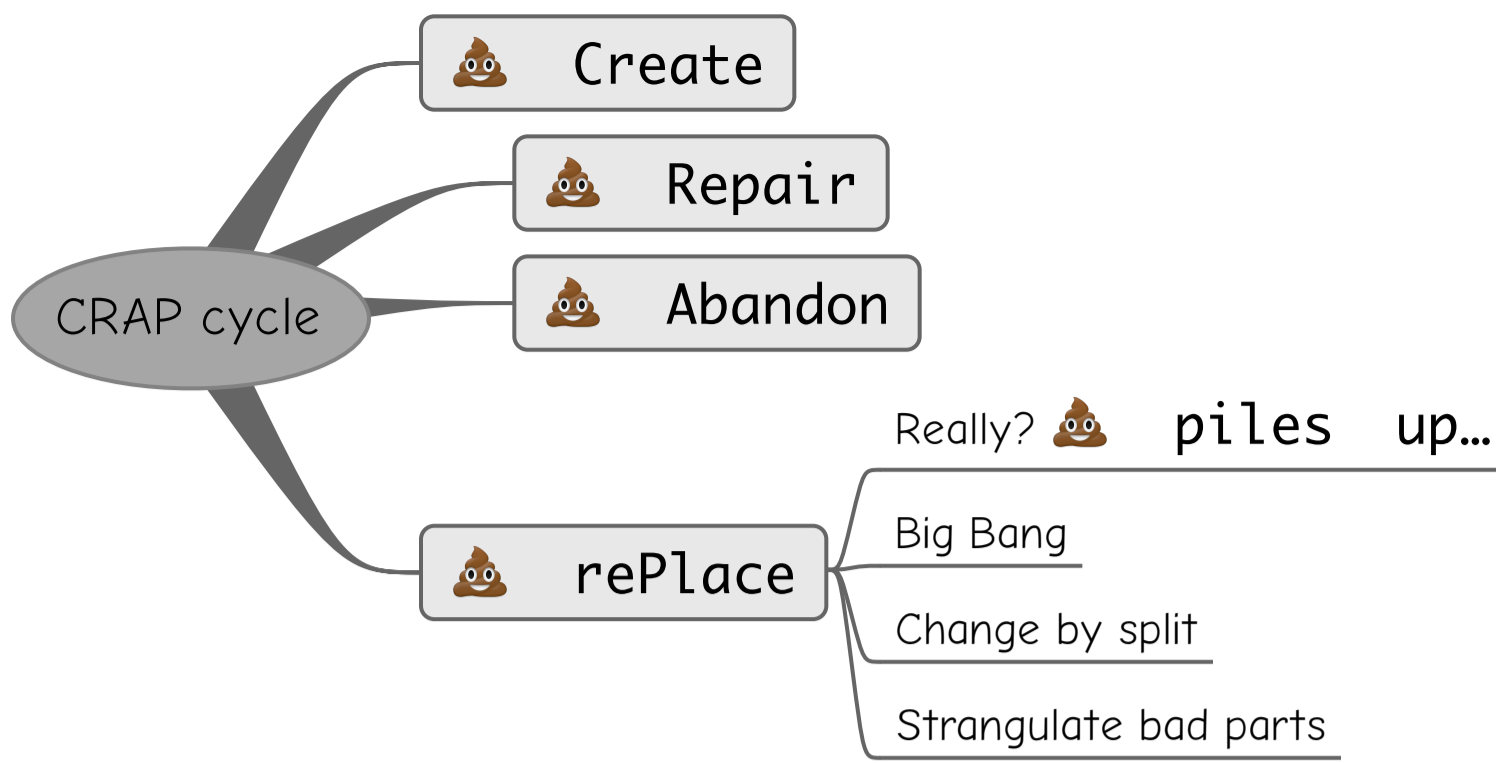 💩 Create
💩 Repair
CRAP cycle
💩 Abandon
Really? 💩 piles up…
Big Bang
💩 rePlace
Change by split
Strangulate bad parts